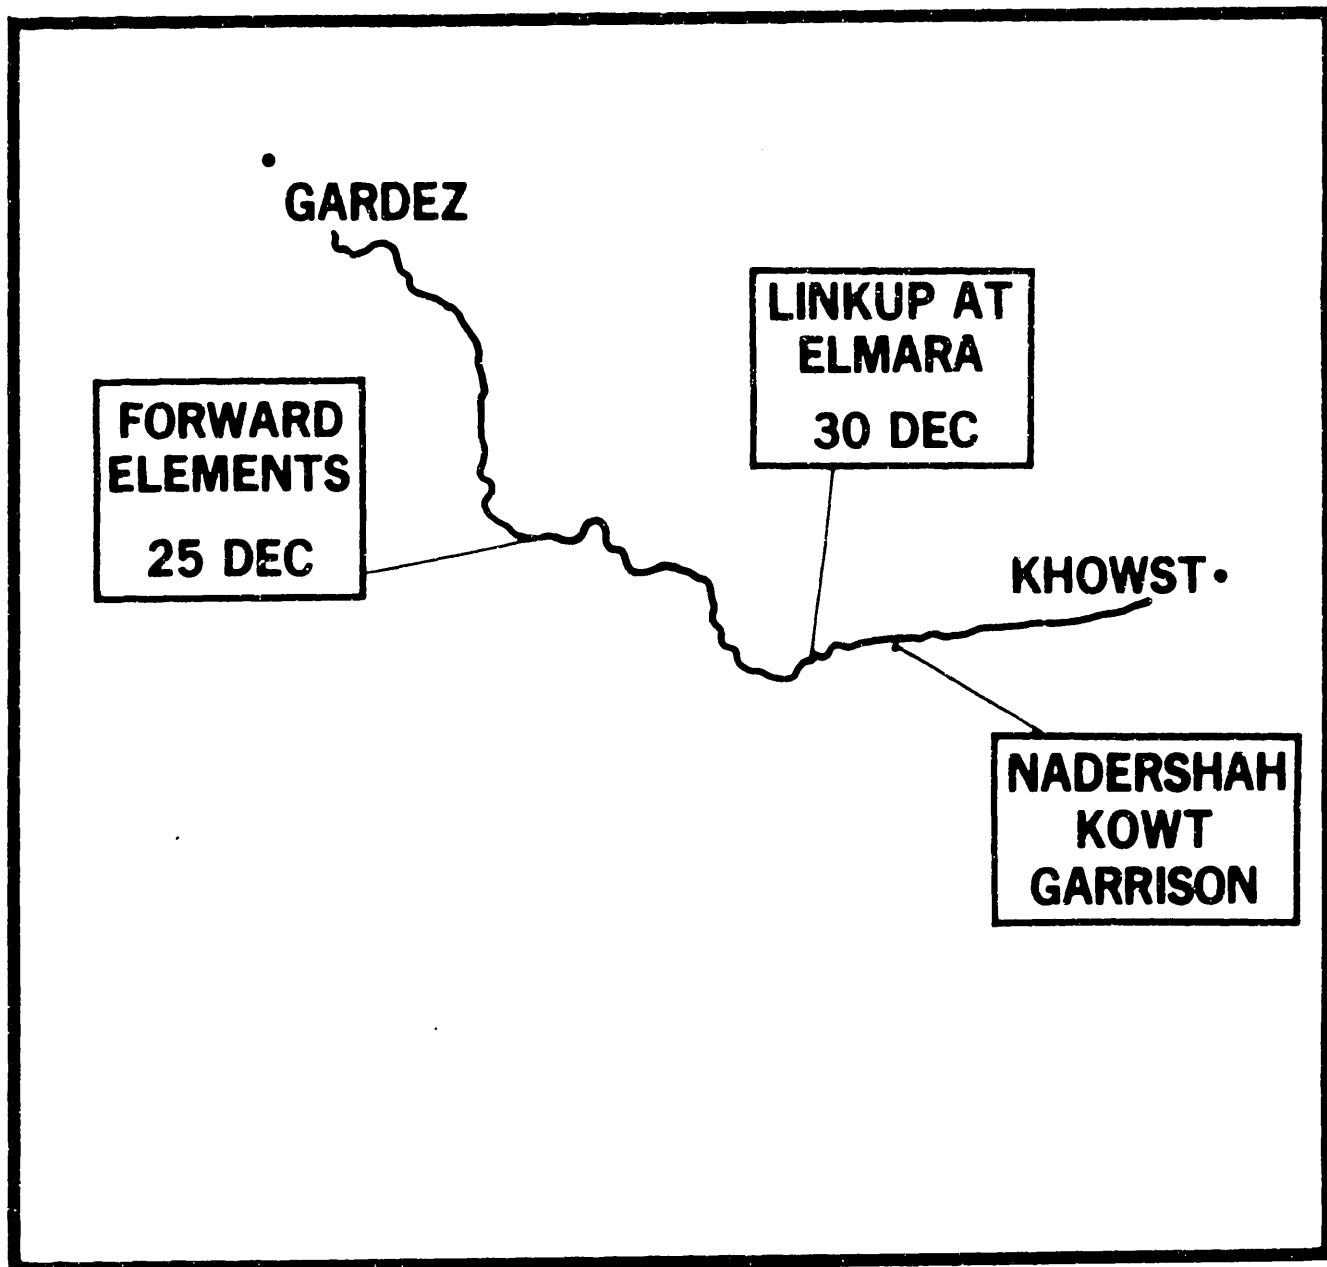 GARDEZ
LINKUP AT
ELMARA
30 DEC
FORWARD
ELEMENTS
25 DEC
KHOWST
NADERSHAH
KOWT
GARRISON